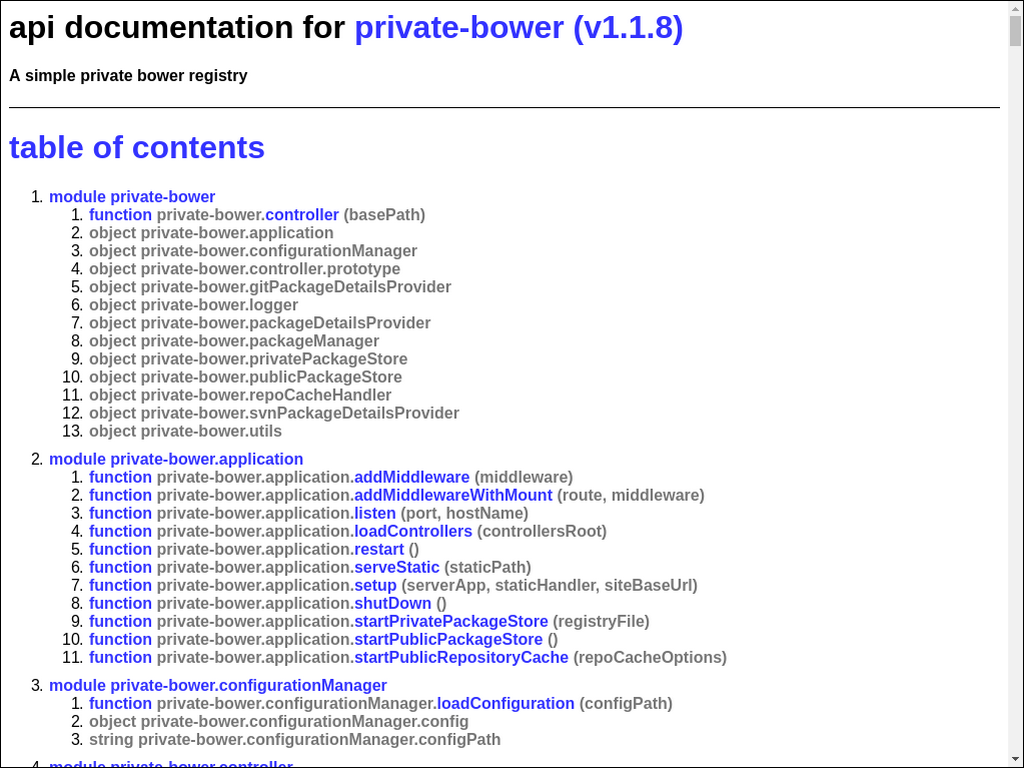 api documentation for private-bower (v1.1.8)
A simple private bower registry
table of contents
1. module private-bower
1. function private-bower.controller (basePath)
2. object private-bower.application
3. object private-bower.configurationManager
4. object private-bower.controller.prototype
5. object private-bower.gitPackageDetailsProvider
6. object private-bower.logger
7. object private-bower.packageDetailsProvider
8. object private-bower.packageManager
9. object private-bower.privatePackageStore
10. object private-bower.publicPackageStore
11. object private-bower.repoCacheHandler
12. object private-bower.svnPackageDetailsProvider
13. object private-bower.utils
2. module private-bower.application
1. function private-bower.application.addMiddleware (middleware)
2. function private-bower.application.addMiddlewareWithMount (route, middleware)
3. function private-bower.application.listen (port, hostName)
4. function private-bower.application.loadControllers (controllersRoot)
5. function private-bower.application.restart ()
6. function private-bower.application.serveStatic (staticPath)
7. function private-bower.application.setup (serverApp, staticHandler, siteBaseUrl)
8. function private-bower.application.shutDown ()
9. function private-bower.application.startPrivatePackageStore (registryFile)
10. function private-bower.application.startPublicPackageStore ()
11. function private-bower.application.startPublicRepositoryCache (repoCacheOptions)
3. module private-bower.configurationManager
1. function private-bower.configurationManager.loadConfiguration (configPath)
2. object private-bower.configurationManager.config
3. string private-bower.configurationManager.configPath
4. module private-bower.controller